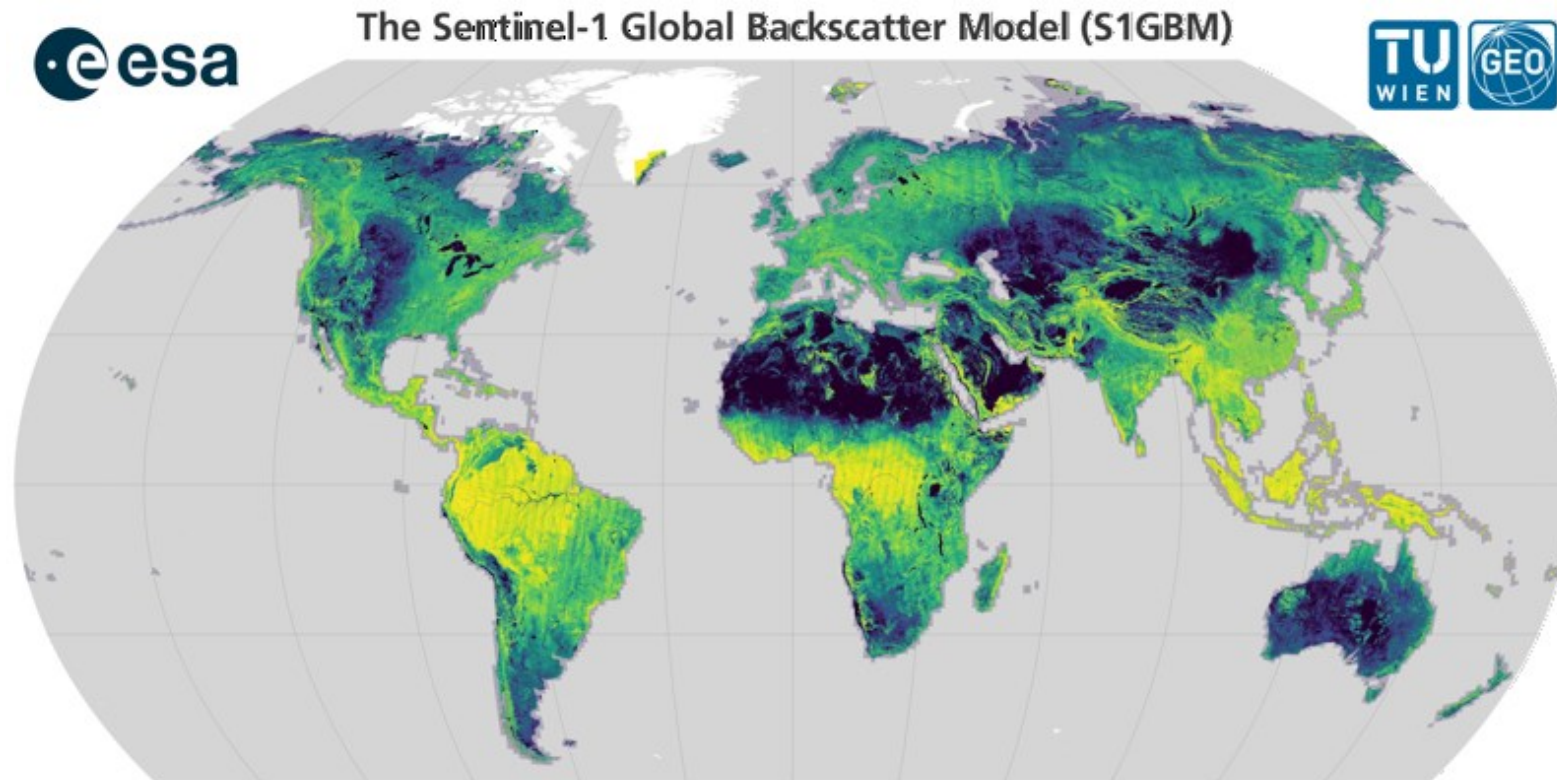 The Sentinel-1 Global Backscatter Model (S1GBM)
esa
TU
WIEN
GEO